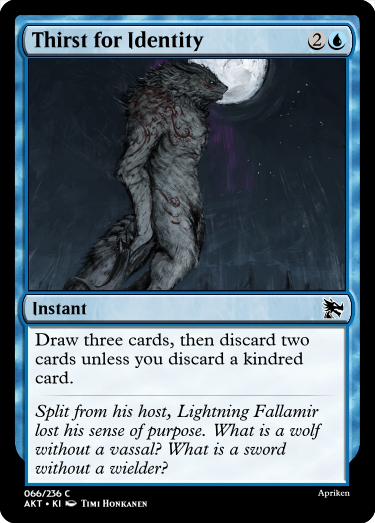 Thirst for Identity 2
Instant
Draw three cards, then discard two
cards unless you discard a kindred
card.
Split from his host, Lightning Fallamir
lost his sense of purpose. What is a wolf
without a vassal? What is a sword
without a wielder?
066/236 C
AKT • KI Timi Honkanen
Apriken